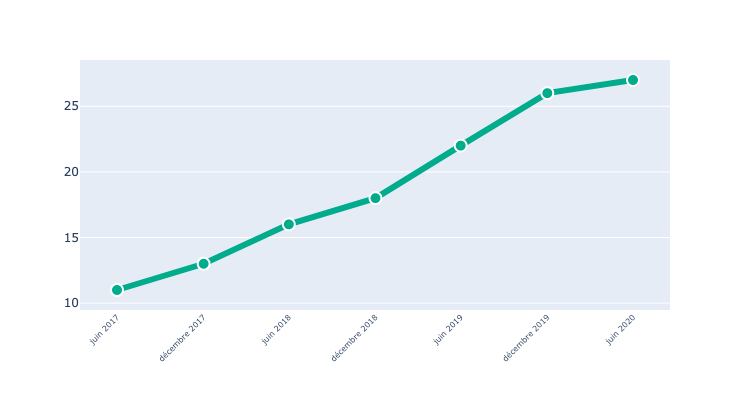 25
20
15
10
juin 2017
décembre 2017
juin 2018
décembre 2018
juin 2019
décembre 2019
juin 2020